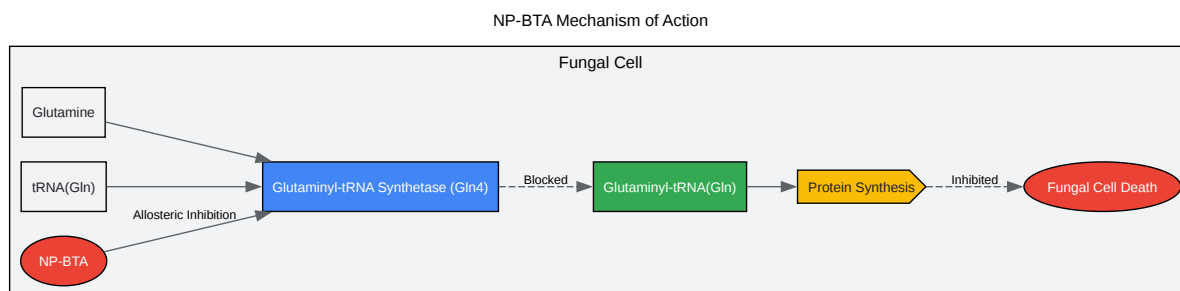 NP-BTA Mechanism of Action
Fungal Cell
Glutamine
tRNA(Gln)
Allosteric Inhibition
NP-BTA
Glutaminyl-tRNA Synthetase (Gln4)
Blocked
Glutaminyl-tRNA(Gln)
Protein Synthesis
Inhibited
Fungal Cell Death